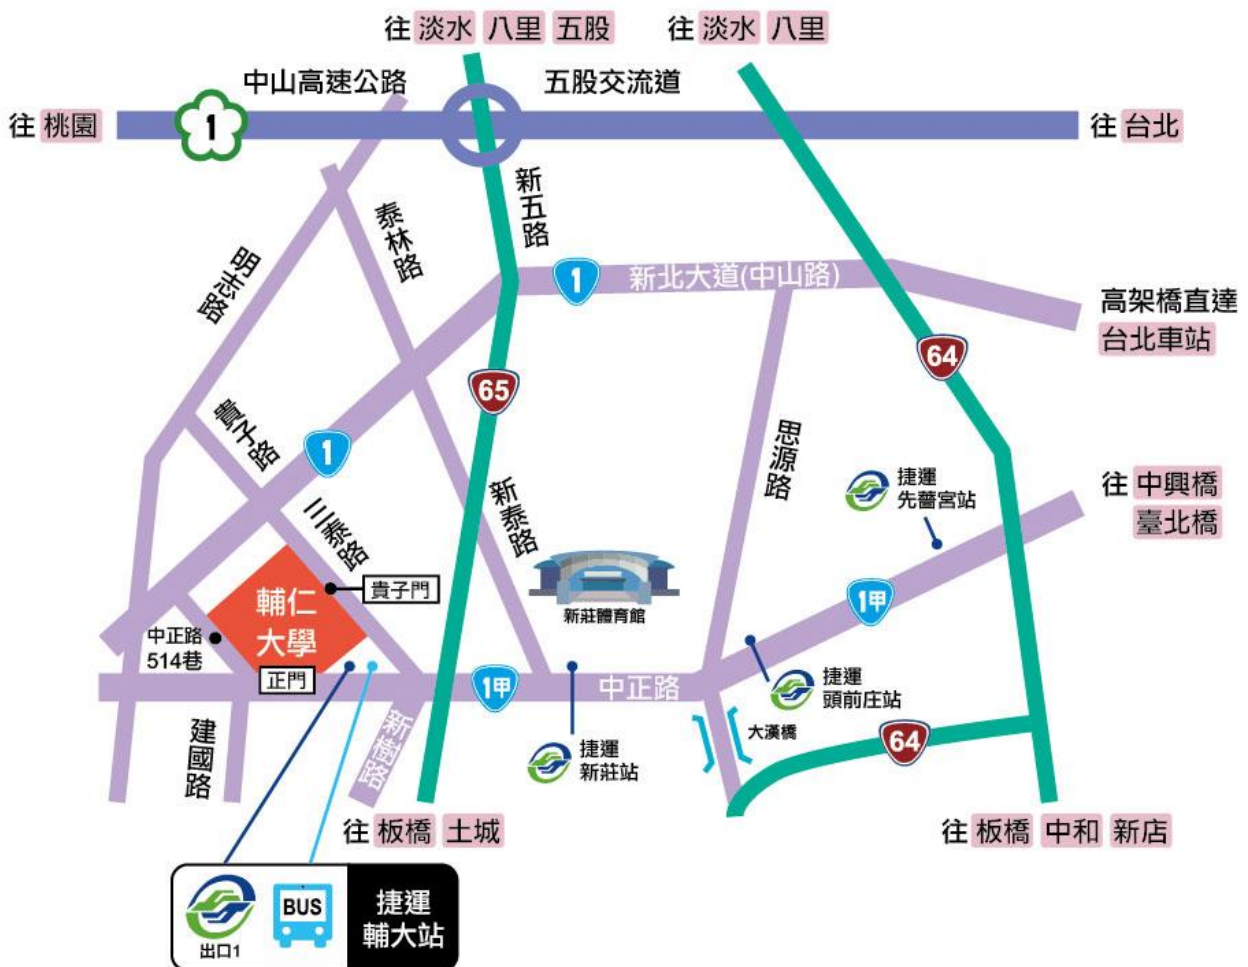 往 淡水 八里 五股
往 淡水 八里
中山高速公路
五股交流道
往 桃園
1
往 台北
新五路
泰林路
明志路
1
新北大道(中山路)
高架橋直達
台北車站
64
65
貴子路
1
思源路
捷運
先嗇宮站
往 中興橋
臺北橋
三泰路
新泰路
貴子門
輔仁
大學
新莊體育館
1甲
中正路
514巷
正門
1甲
中正路
捷運
頭前庄站
建國路
新樹路
捷運
新莊站
大漢橋
64
往 板橋 土城
往 板橋 中和 新店
BUS
出口1
捷運
輔大站